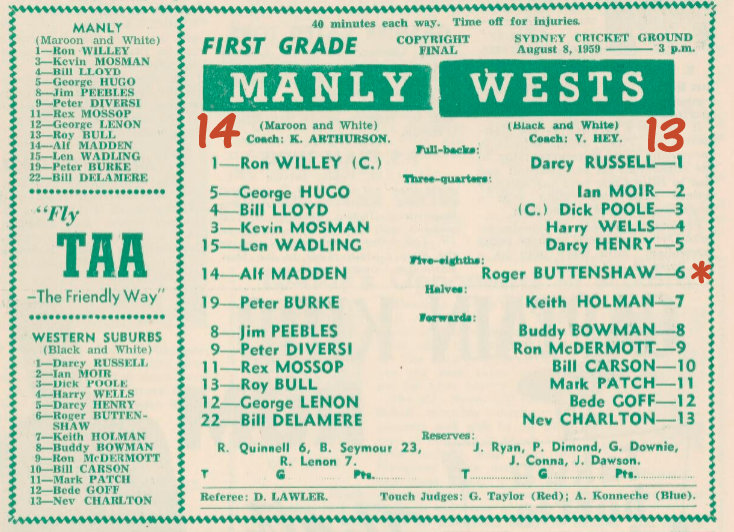 MANLY
(Maroon and White)
1—Ron WILLEY
3—Kevin MOSMAN
4—Bill LLOYD
5—George HUGO
8—Jim PEEBLES
9—Peter DIVERSI
11—Rex MOSSOP
12—George LENON
13—Roy BULL
14—Alf MADDEN
15—Len WADLING
19—Peter BURKE
22—Bill DELAMERE
"Fly
TAA
–The Friendly Way"
WESTERN SUBURBS
(Black and White)
1—Darcy RUSSELL
2—Ian MOIR
3—Dick POOLE
4—Harry WELLS
5—Darcy HENRY
6—Roger BUTTEN-
SHAW
7—Keith HOLMAN
8—Buddy BOWMAN
9—Ron McDERMOTT
10—Bill CARSON
11—Mark PATCH
12—Bede GOFF
13—Nev CHARLTON
40 minutes each way. Time off for injuries.
FIRST GRADE COPYRIGHT SYDNEY CRICKET GROUND
FINAL August 8, 1959 —— 3 p.m.
MANLY WESTS
14 (Maroon and White) (Black and White) 13
Coach: K. ARTHURSON. Coach: V. HEY.
Full-backs:
1—Ron WILLEY (C.) Darcy RUSSELL—1
Three-quarters:
5—George HUGO Ian MOIR—2
4—Bill LLOYD (C.) Dick POOLE—3
3—Kevin MOSMAN Harry WELLS—4
15—Len WADLING Darcy HENRY—5
Five-eighths:
14—Alf MADDEN Roger BUTTENSHAW—6 *
Halves:
19—Peter BURKE Keith HOLMAN—7
Forwards:
8—Jim PEEBLES Buddy BOWMAN—8
9—Peter DIVERSI Ron McDERMOTT—9
11—Rex MOSSOP Bill CARSON—10
13—Roy BULL Mark PATCH—11
12—George LENON Bede GOFF—12
22—Bill DELAMERE Nev CHARLTON—13
Reserves:
R. Quinnell 6, B. Seymour 23, J. Ryan, P. Dimond, G. Downie,
R. Lenon 7. J. Conna, J. Dawson.
T G Pts. T G Pts.
Referee: D. LAWLER. Touch Judges: G. Taylor (Red); A. Konneche (Blue).